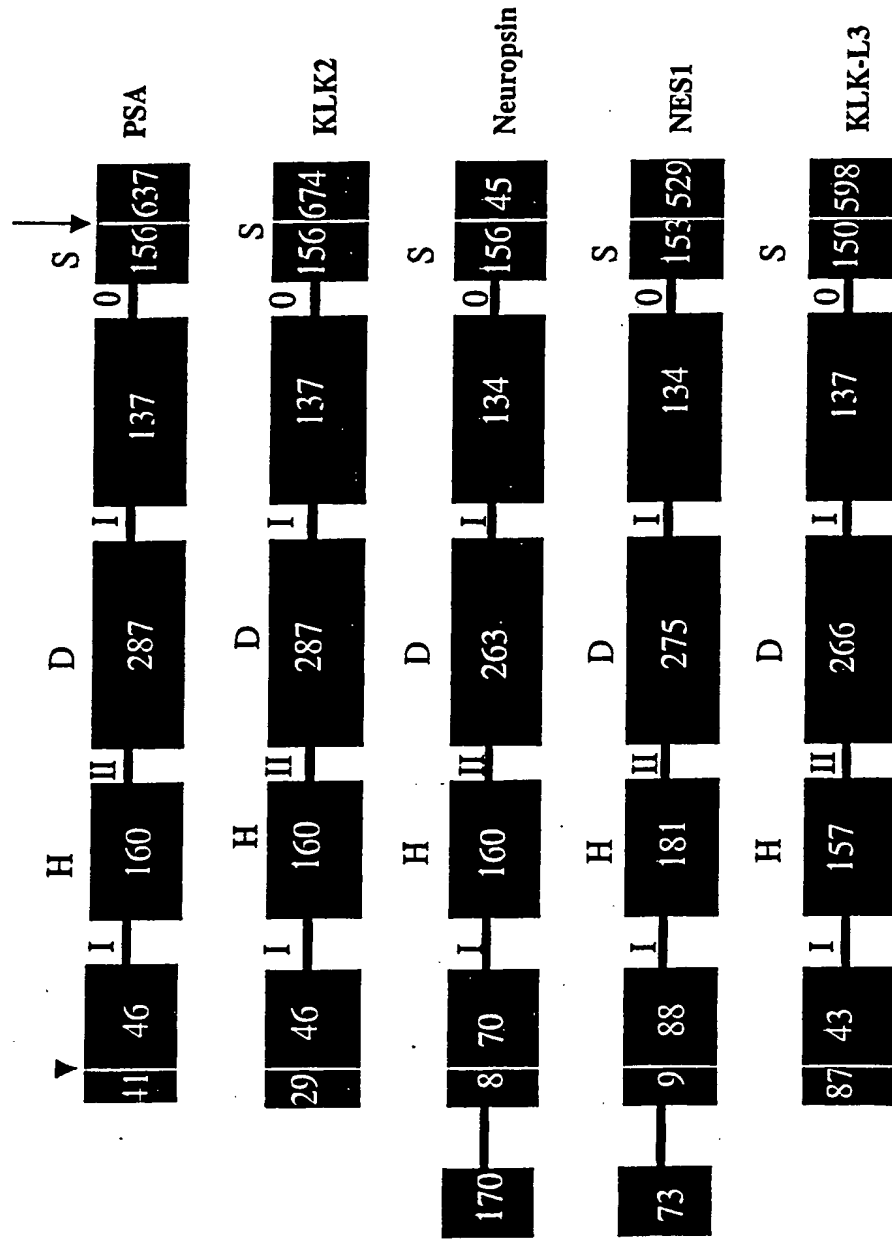 H D S
I II I 0
41 46 160 287 137 156 637 PSA
H D S
I II I 0
29 46 160 287 137 156 674 KLK2
H D S
I II I 0
170 8 70 160 263 134 156 45 Neuropsin
H D S
I II I 0
73 9 88 181 275 134 153 529 NES1
H D S
I II I 0
87 43 157 266 137 150 598 KLK-L3